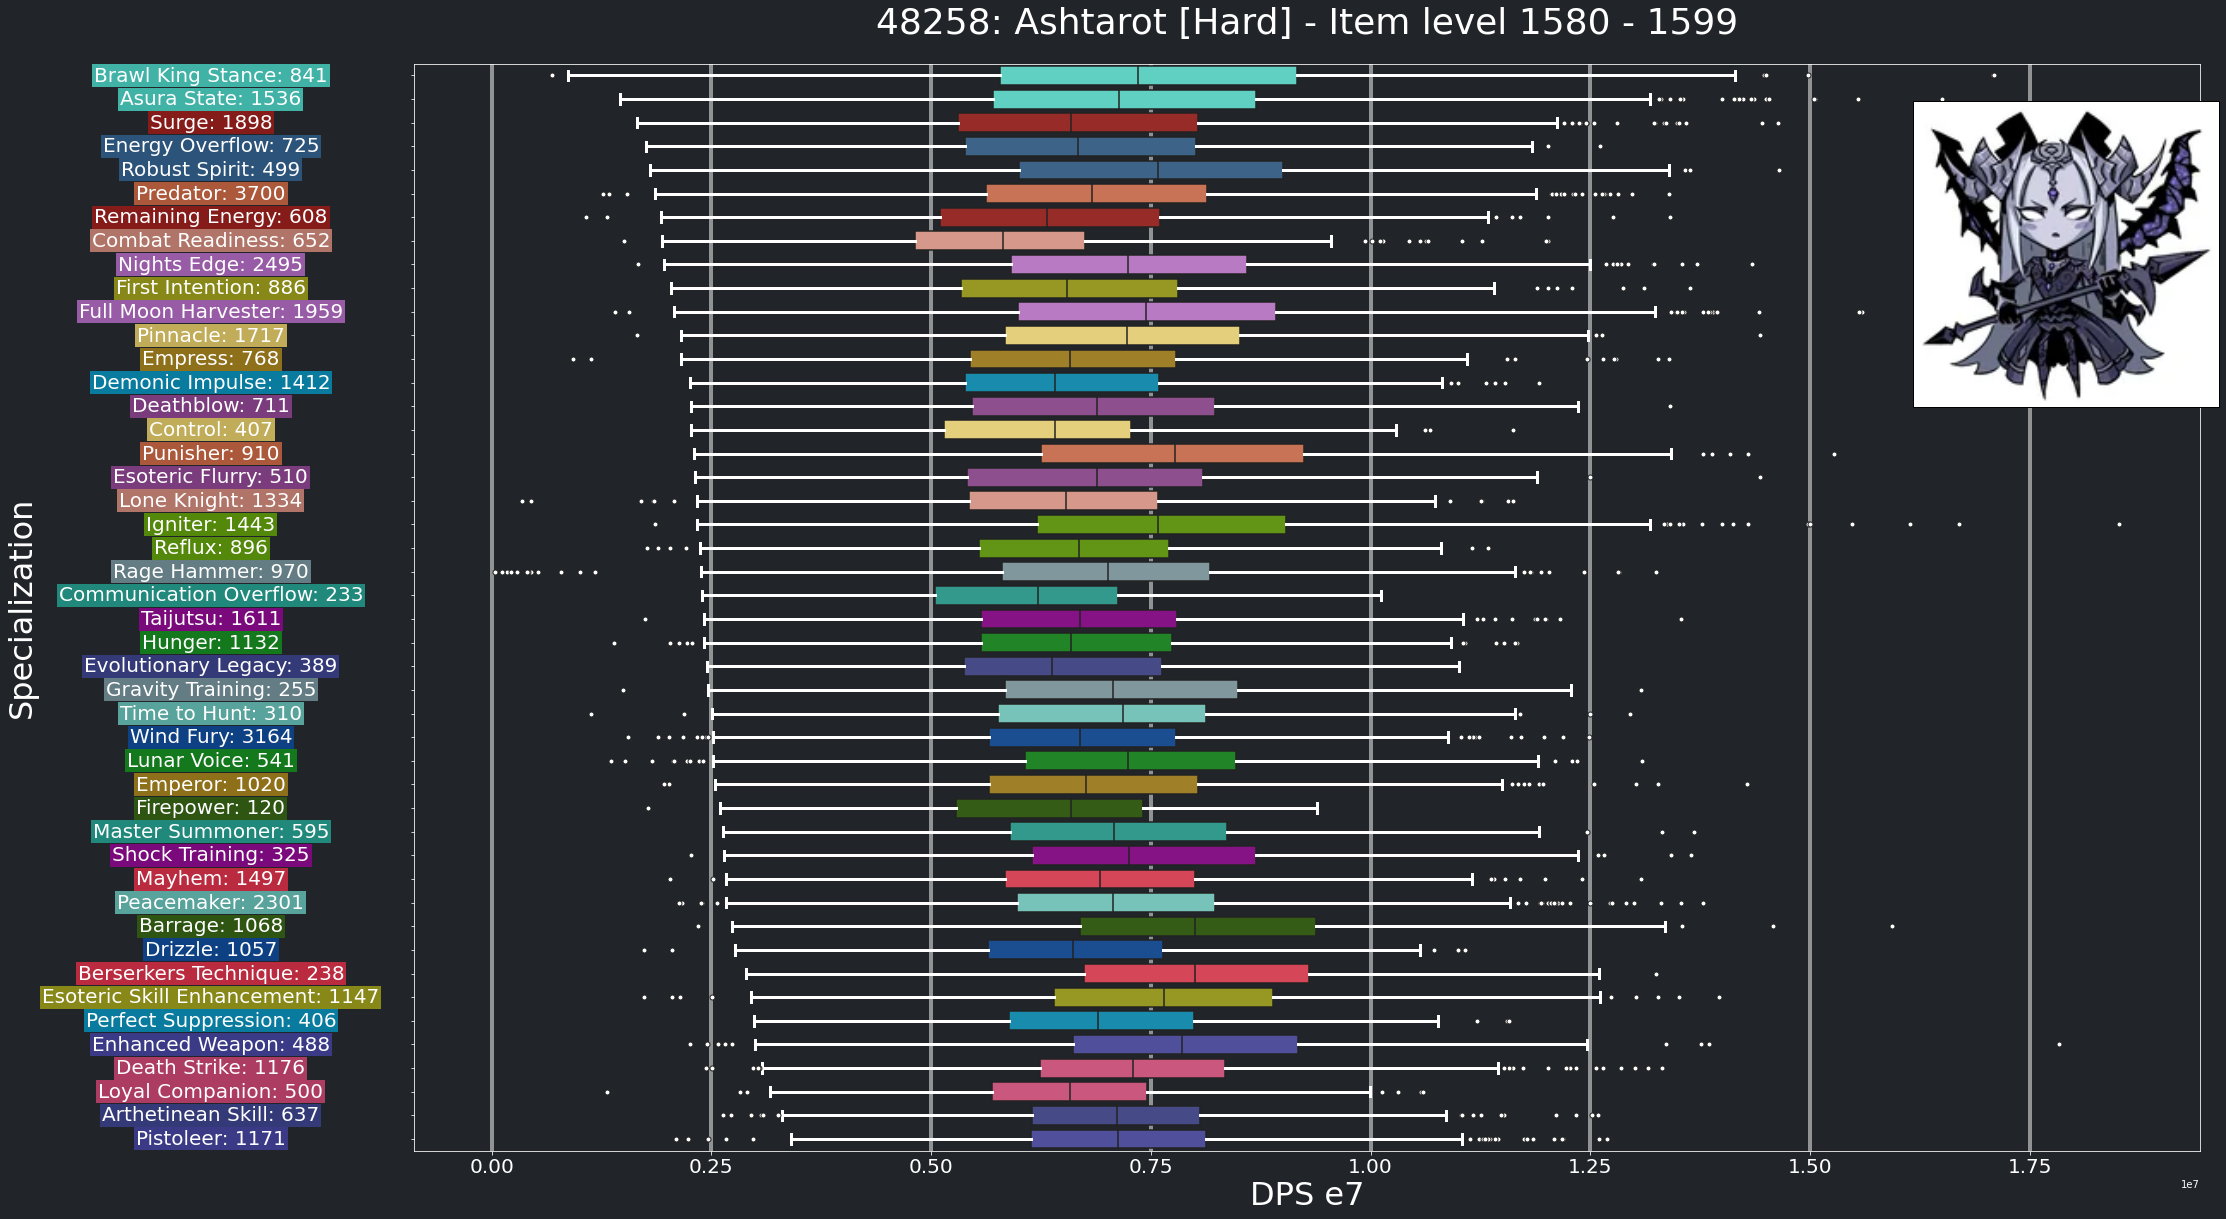 48258: Ashtarot [Hard] - Item level 1580 - 1599
Specialization
Brawl King Stance: 841
Asura State: 1536
Surge: 1898
Energy Overflow: 725
Robust Spirit: 499
Predator: 3700
Remaining Energy: 608
Combat Readiness: 652
Nights Edge: 2495
First Intention: 886
Full Moon Harvester: 1959
Pinnacle: 1717
Empress: 768
Demonic Impulse: 1412
Deathblow: 711
Control: 407
Punisher: 910
Esoteric Flurry: 510
Lone Knight: 1334
Igniter: 1443
Reflux: 896
Rage Hammer: 970
Communication Overflow: 233
Taijutsu: 1611
Hunger: 1132
Evolutionary Legacy: 389
Gravity Training: 255
Time to Hunt: 310
Wind Fury: 3164
Lunar Voice: 541
Emperor: 1020
Firepower: 120
Master Summoner: 595
Shock Training: 325
Mayhem: 1497
Peacemaker: 2301
Barrage: 1068
Drizzle: 1057
Berserkers Technique: 238
Esoteric Skill Enhancement: 1147
Perfect Suppression: 406
Enhanced Weapon: 488
Death Strike: 1176
Loyal Companion: 500
Arthetinean Skill: 637
Pistoleer: 1171
0.00 0.25 0.50 0.75 1.00 1.25 1.50 1.75
1e7
DPS e7